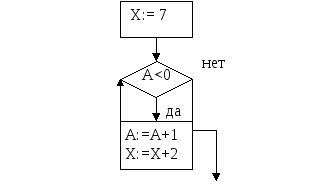 X:= 7
нет
A<0
да
A:=A+1
X:=X+2